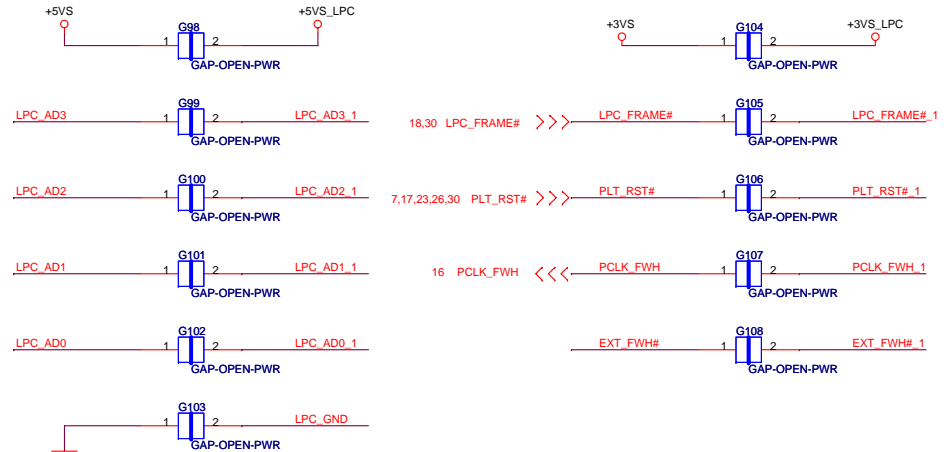 +5VS +5VS_LPC
G98
1 2
GAP-OPEN-PWR
LPC_AD3 G99 LPC_AD3_1
1 2
GAP-OPEN-PWR
LPC_AD2 G100 LPC_AD2_1
1 2
GAP-OPEN-PWR
LPC_AD1 G101 LPC_AD1_1
1 2
GAP-OPEN-PWR
LPC_AD0 G102 LPC_AD0_1
1 2
GAP-OPEN-PWR
G103 LPC_GND
1 2
GAP-OPEN-PWR
+3VS +3VS_LPC
G104
1 2
GAP-OPEN-PWR
18,30 LPC_FRAME# LPC_FRAME# G105 LPC_FRAME#_1
1 2
GAP-OPEN-PWR
7,17,23,26,30 PLT_RST# PLT_RST# G106 PLT_RST#_1
1 2
GAP-OPEN-PWR
16 PCLK_FWH PCLK_FWH G107 PCLK_FWH_1
1 2
GAP-OPEN-PWR
EXT_FWH# G108 EXT_FWH#_1
1 2
GAP-OPEN-PWR